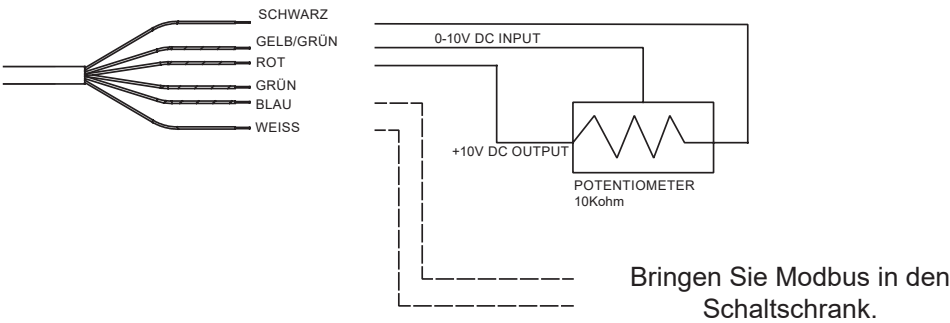 SCHWARZ
GELB/GRÜN
0-10V DC INPUT
ROT
GRÜN
BLAU
WEISS
+10V DC OUTPUT
POTENTIOMETER
10Kohm
Bringen Sie Modbus in den
Schaltschrank.